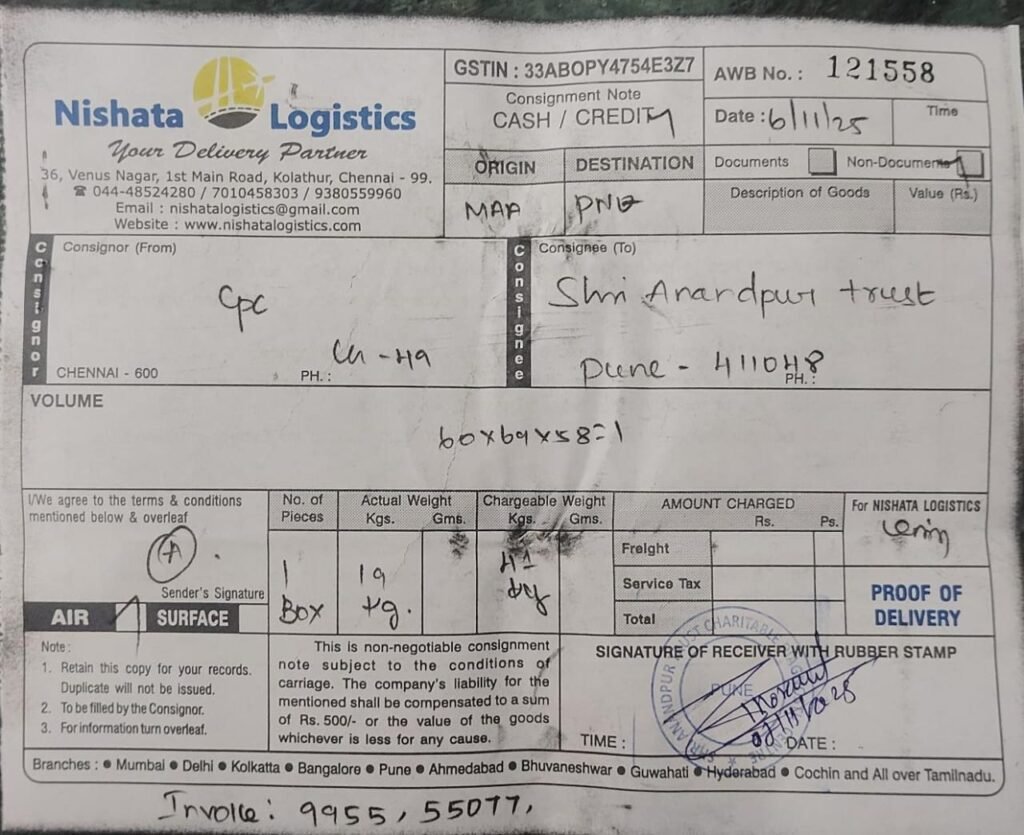 Nishata Logistics
Your Delivery Partner
36, Venus Nagar, 1st Main Road, Kolathur, Chennai - 99.
☎ 044-48524280 / 7010458303 / 9380559960
Email : nishatalogistics@gmail.com
Website : www.nishatalogistics.com
GSTIN : 33ABOPY4754E3Z7
Consignment Note
CASH / CREDIT
AWB No. : 121558
Date : 6/11/25
Time
ORIGIN
DESTINATION
MAA
PNQ
Documents
Non-Documents
Description of Goods
Value (Rs.)
Consignor
Consignor (From)
Cpc
Ch - 49
CHENNAI - 600
PH. :
Consignee
Consignee (To)
Shri Anandpur trust
Pune - 411048
PH. :
VOLUME
60x69x58=1
I/We agree to the terms & conditions
mentioned below & overleaf
Sender's Signature
AIR
SURFACE
No. of
Pieces
1
Box
Actual Weight
Kgs. Gms.
19
kg.
Chargeable Weight
Kgs. Gms.
kg
AMOUNT CHARGED
Rs. Ps.
Freight
Service Tax
Total
For NISHATA LOGISTICS
PROOF OF
DELIVERY
Note :
1. Retain this copy for your records.
Duplicate will not be issued.
2. To be filled by the Consignor.
3. For information turn overleaf.
This is non-negotiable consignment
note subject to the conditions of
carriage. The company's liability for the
mentioned shall be compensated to a sum
of Rs. 500/- or the value of the goods
whichever is less for any cause.
SIGNATURE OF RECEIVER WITH RUBBER STAMP
SHRI ANANDPUR TRUST CHARITABLE
PUNE
TIME :
DATE :
Branches : ● Mumbai ● Delhi ● Kolkatta ● Bangalore ● Pune ● Ahmedabad ● Bhuvaneshwar ● Guwahati ● Hyderabad ● Cochin and All over Tamilnadu.
Invoice: 9955, 55077,